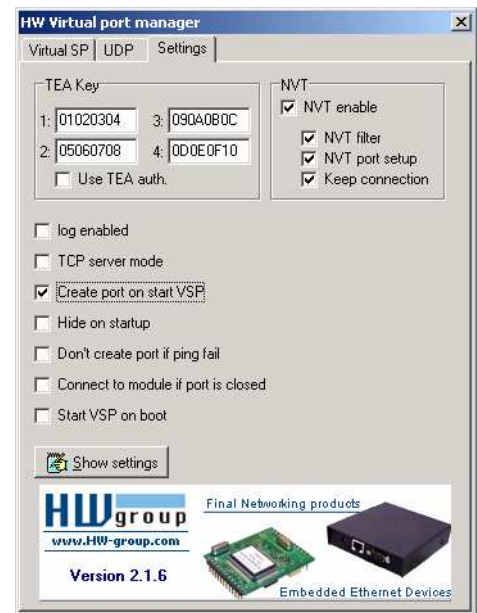 HW Virtual port manager
Virtual SP UDP Settings
TEA Key
1: 01020304 3: 090A0B0C
2: 05060708 4: 0D0E0F10
Use TEA auth.
NVT
NVT enable
NVT filter
NVT port setup
Keep connection
log enabled
TCP server mode
Create port on start VSP
Hide on startup
Don't create port if ping fail
Connect to module if port is closed
Start VSP on boot
Show settings
HW group
www.HW-group.com
Version 2.1.6
Final Networking products
Embedded Ethernet Devices